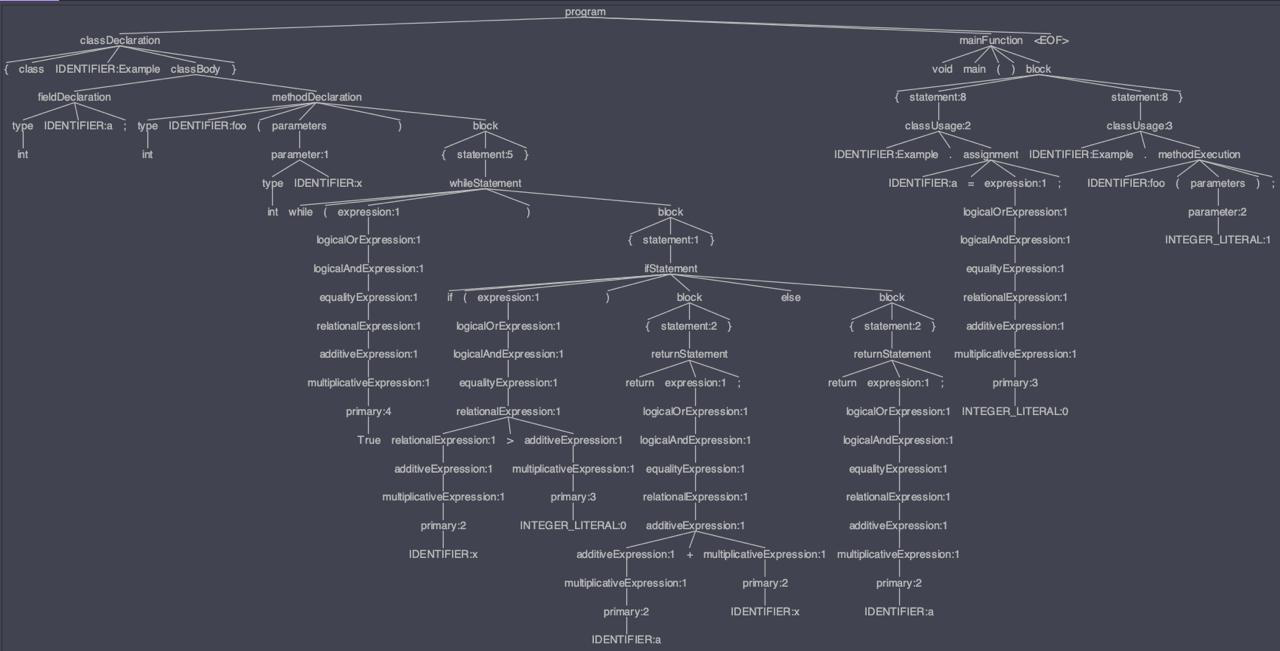 program
classDeclaration mainFunction <EOF>
{ class IDENTIFIER:Example classBody } void main ( ) block
fieldDeclaration methodDeclaration { statement:8 statement:8 }
type IDENTIFIER:a ; type IDENTIFIER:foo ( parameters ) block classUsage:2 classUsage:3
int int parameter:1 { statement:5 } IDENTIFIER:Example . assignment IDENTIFIER:Example . methodExecution
type IDENTIFIER:x whileStatement IDENTIFIER:a = expression:1 ; IDENTIFIER:foo ( parameters ) ;
int while ( expression:1 ) block logicalOrExpression:1 parameter:2
logicalOrExpression:1 { statement:1 } logicalAndExpression:1 INTEGER_LITERAL:1
logicalAndExpression:1 ifStatement equalityExpression:1
equalityExpression:1 if ( expression:1 ) block else block relationalExpression:1
relationalExpression:1 logicalOrExpression:1 { statement:2 } { statement:2 } additiveExpression:1
additiveExpression:1 logicalAndExpression:1 returnStatement returnStatement multiplicativeExpression:1
multiplicativeExpression:1 equalityExpression:1 return expression:1 ; return expression:1 ; primary:3
primary:4 relationalExpression:1 logicalOrExpression:1 logicalOrExpression:1 INTEGER_LITERAL:0
True relationalExpression:1 > additiveExpression:1 logicalAndExpression:1 logicalAndExpression:1
additiveExpression:1 multiplicativeExpression:1 equalityExpression:1 equalityExpression:1
multiplicativeExpression:1 primary:3 relationalExpression:1 relationalExpression:1
primary:2 INTEGER_LITERAL:0 additiveExpression:1 additiveExpression:1
IDENTIFIER:x additiveExpression:1 + multiplicativeExpression:1 multiplicativeExpression:1
multiplicativeExpression:1 primary:2 primary:2
primary:2 IDENTIFIER:x IDENTIFIER:a
IDENTIFIER:a